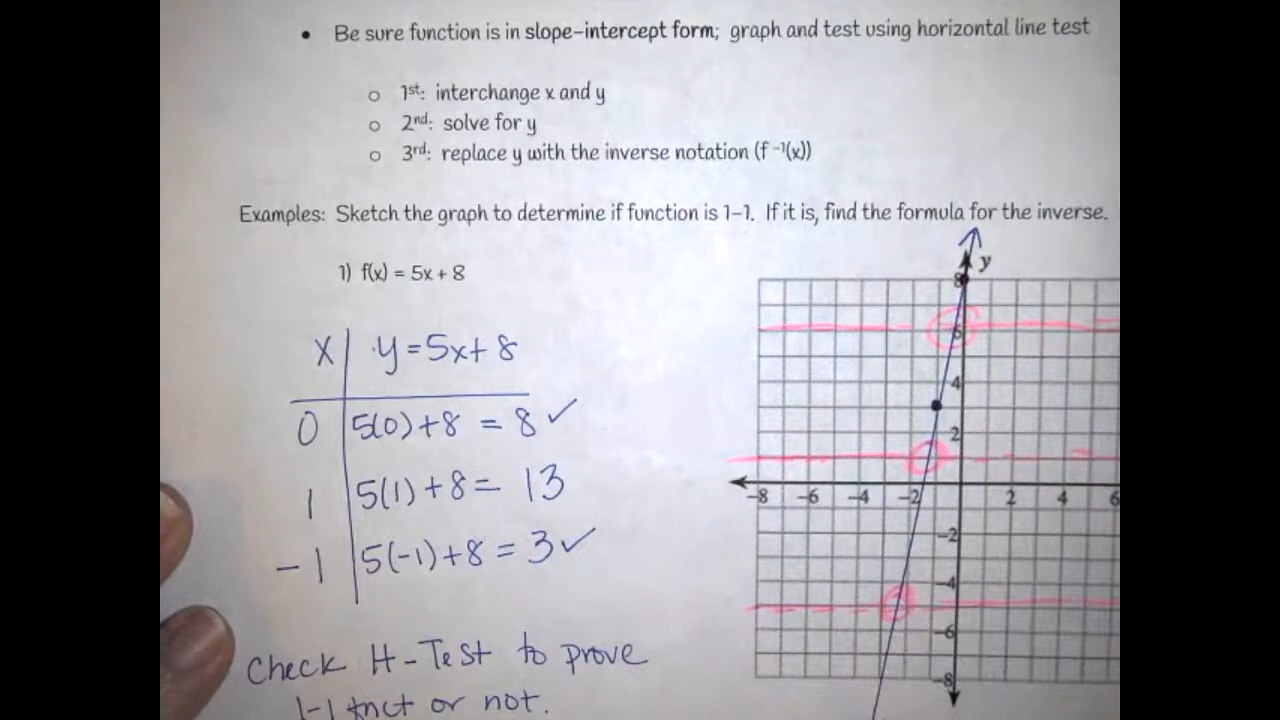 • Be sure function is in slope-intercept form; graph and test using horizontal line test
o 1st: interchange x and y
o 2nd: solve for y
o 3rd: replace y with the inverse notation (f -1(x))
Examples: Sketch the graph to determine if function is 1-1. If it is, find the formula for the inverse.
1) f(x) = 5x + 8
x y = 5x + 8
0 5(0) + 8 = 8 ✓
1 5(1) + 8 = 13
-1 5(-1) + 8 = 3 ✓
Check H-Test to prove
1-1 fnct or not.
y
8
6
4
2
-8 -6 -4 -2 2 4 6
-2
-4
-6
-8